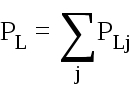 P_L = ∑_j P_Lj